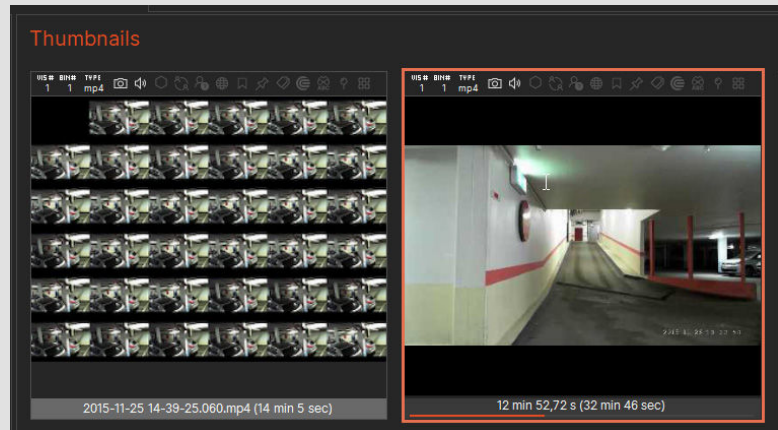 Thumbnails
VIS# BIN# TYPE
1 1 mp4
VIS# BIN# TYPE
1 1 mp4
2015-11-25 14-39-25.060.mp4 (14 min 5 sec)
12 min 52,72 s (32 min 46 sec)